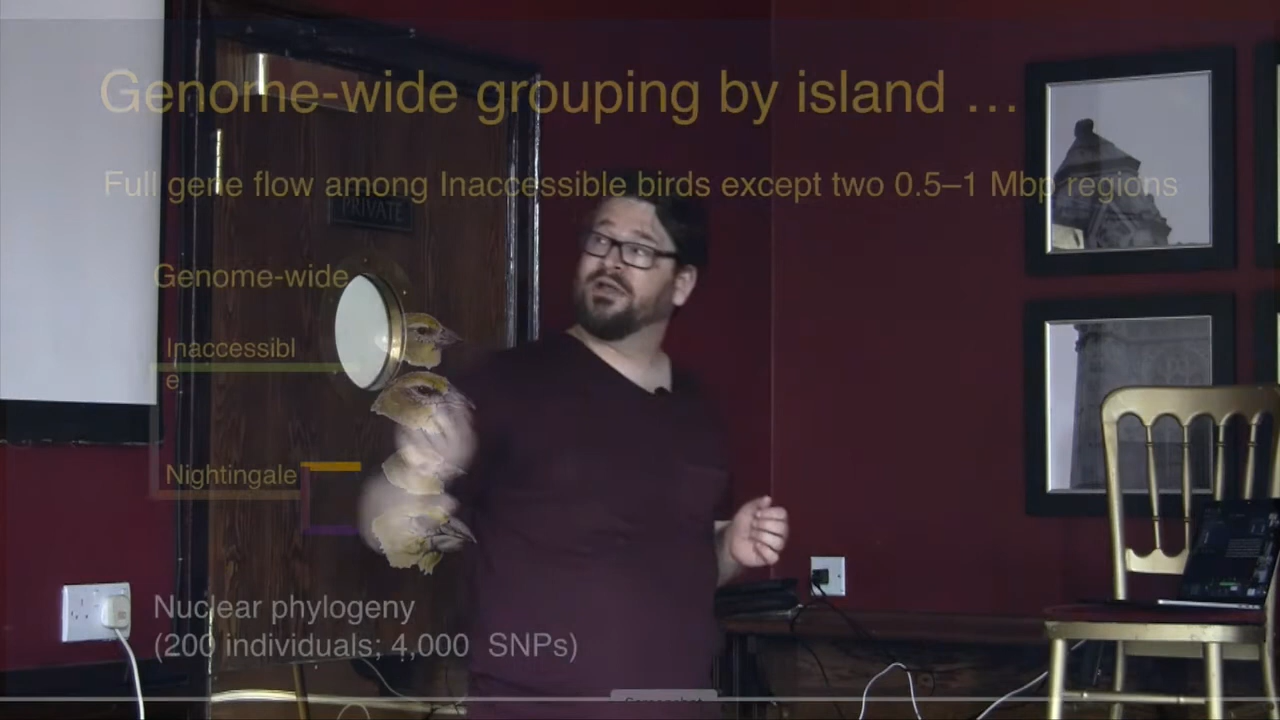 Genome-wide grouping by island …
Full gene flow among Inaccessible birds except two 0.5–1 Mbp regions
PRIVATE
Genome-wide
Inaccessibl
e
Nightingale
Nuclear phylogeny
(200 individuals; 4,000 SNPs)